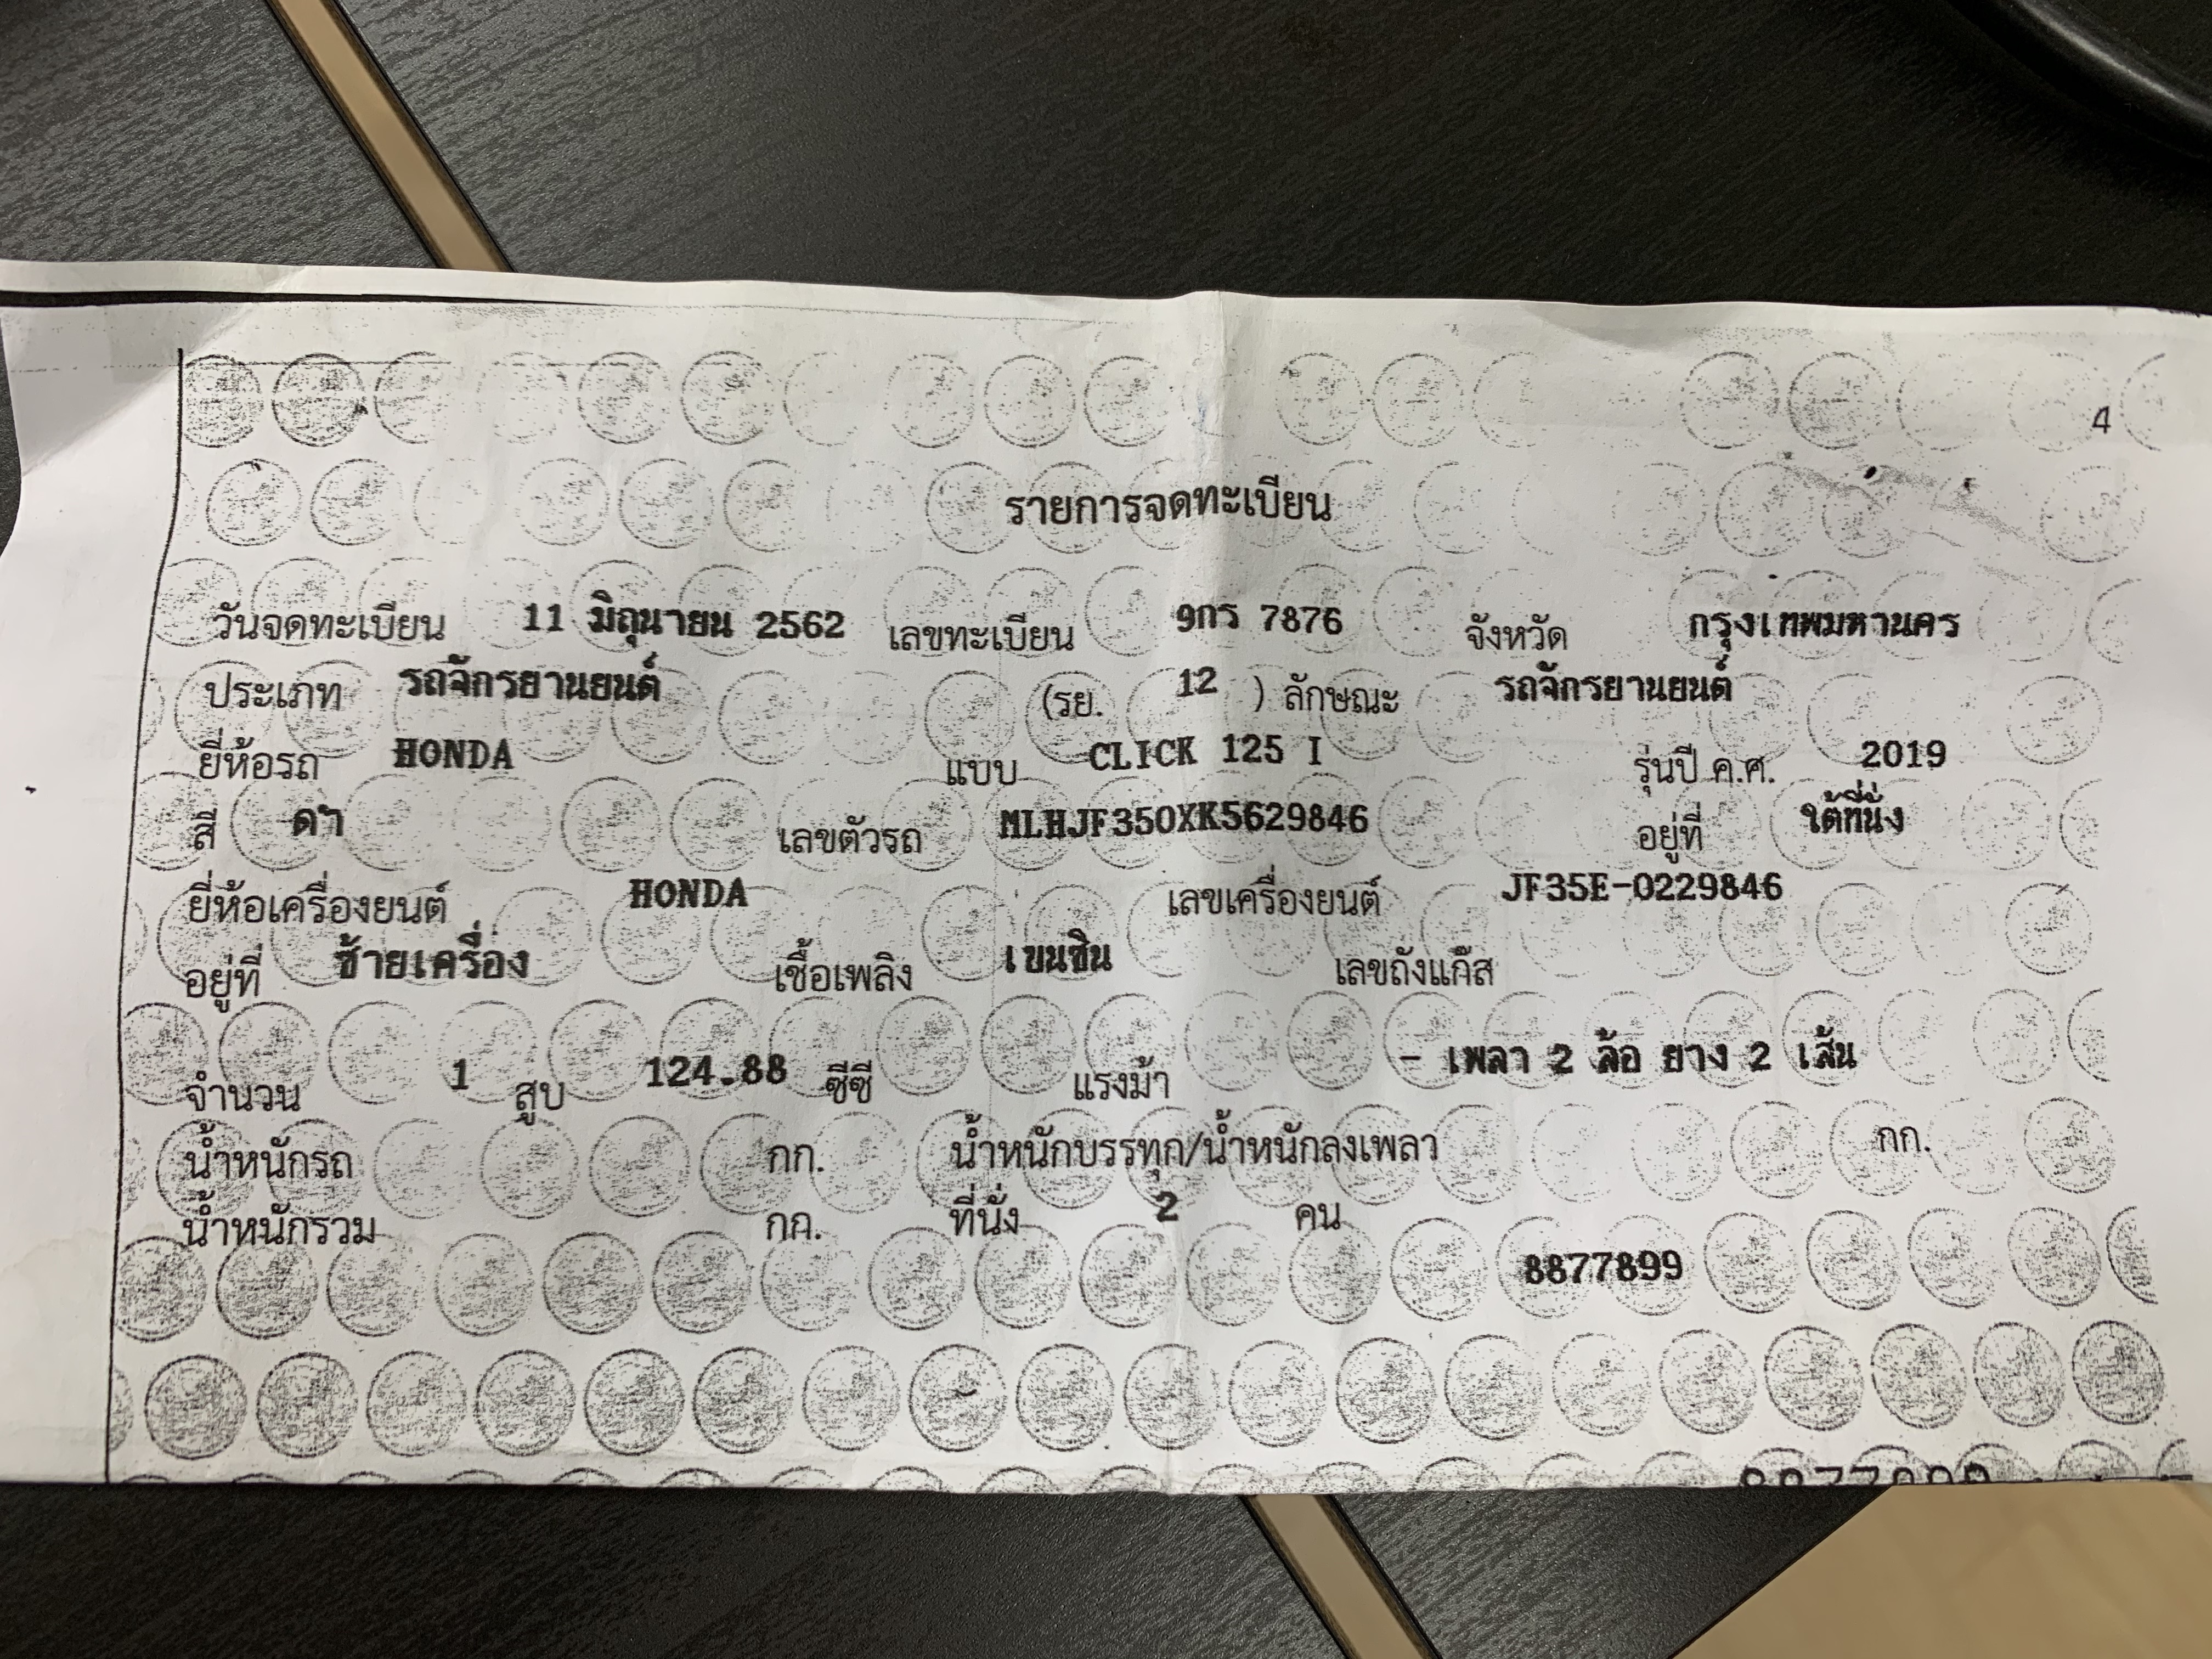 4
รายการจดทะเบียน
วันจดทะเบียน 11 มิถุนายน 2562 เลขทะเบียน 9กร 7876 จังหวัด กรุงเทพมหานคร
ประเภท รถจักรยานยนต์ (รย. 12 ) ลักษณะ รถจักรยานยนต์
ยี่ห้อรถ HONDA แบบ CLICK 125 I รุ่นปี ค.ศ. 2019
สี ดำ เลขตัวรถ MLHJF350XK5629846 อยู่ที่ ใต้ที่นั่ง
ยี่ห้อเครื่องยนต์ HONDA เลขเครื่องยนต์ JF35E-0229846
อยู่ที่ ซ้ายเครื่อง เชื้อเพลิง เบนซิน เลขถังแก๊ส
จำนวน 1 สูบ 124.88 ซีซี แรงม้า - เพลา 2 ล้อ ยาง 2 เส้น
น้ำหนักรถ กก. น้ำหนักบรรทุก/น้ำหนักลงเพลา กก.
น้ำหนักรวม กก. ที่นั่ง 2 คน
8877899